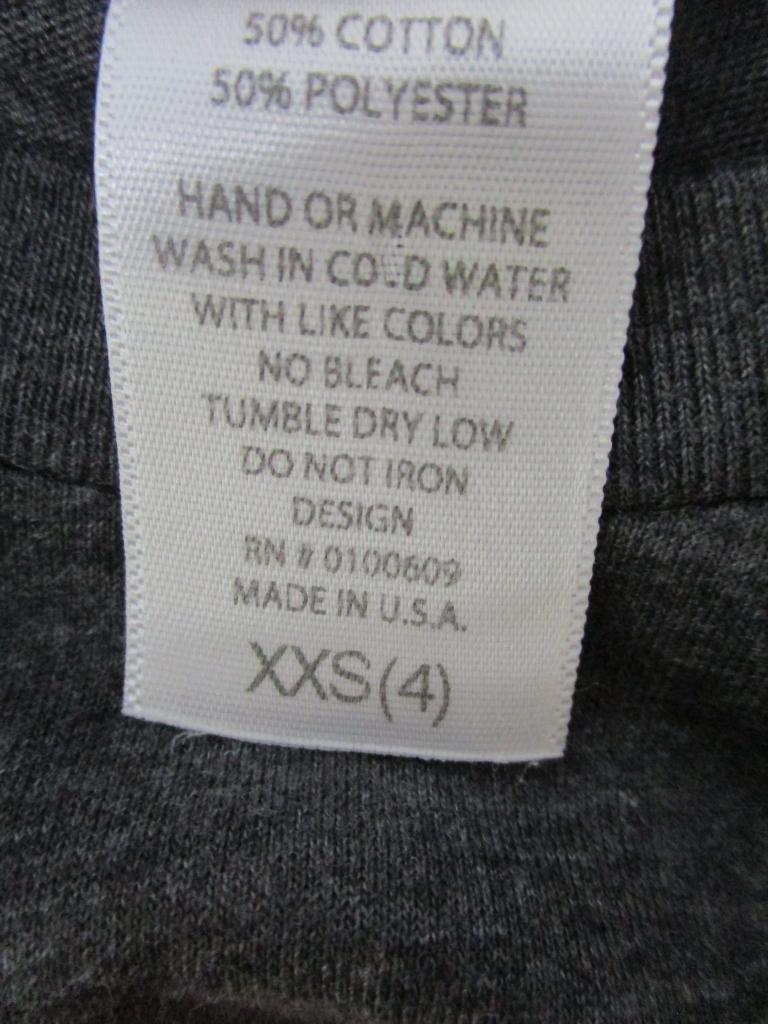 50% COTTON
50% POLYESTER
HAND OR MACHINE
WASH IN COLD WATER
WITH LIKE COLORS
NO BLEACH
TUMBLE DRY LOW
DO NOT IRON
DESIGN
RN # 0100609
MADE IN U.S.A.
XXS(4)